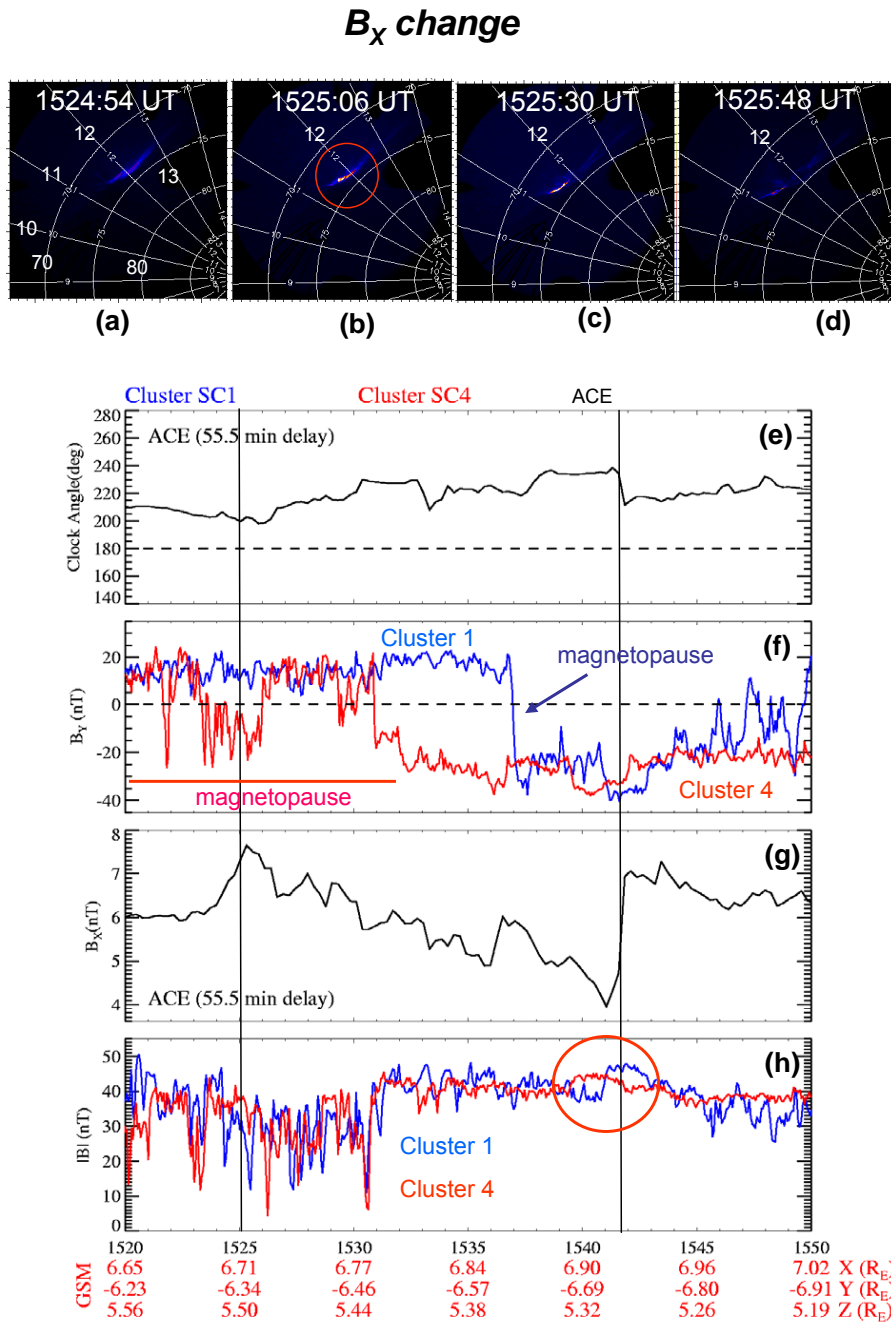 BX change
1524:54 UT 1525:06 UT 1525:30 UT 1525:48 UT
12 12 12 12
11 13
10
70 80
(a) (b) (c) (d)
Cluster SC1 Cluster SC4 ACE
ACE (55.5 min delay) (e)
Clock Angle(deg)
280
260
240
220
200
180
160
140
Cluster 1 (f)
magnetopause
magnetopause
Cluster 4
BY (nT)
20
0
-20
-40
(g)
BX(nT)
8
7
6
5
4
ACE (55.5 min delay)
(h)
|B| (nT)
50
40
30
20
10
0
Cluster 1
Cluster 4
1520 1525 1530 1535 1540 1545 1550
GSM
6.65 6.71 6.77 6.84 6.90 6.96 7.02 X (RE
-6.23 -6.34 -6.46 -6.57 -6.69 -6.80 -6.91 Y (RE
5.56 5.50 5.44 5.38 5.32 5.26 5.19 Z (RE)